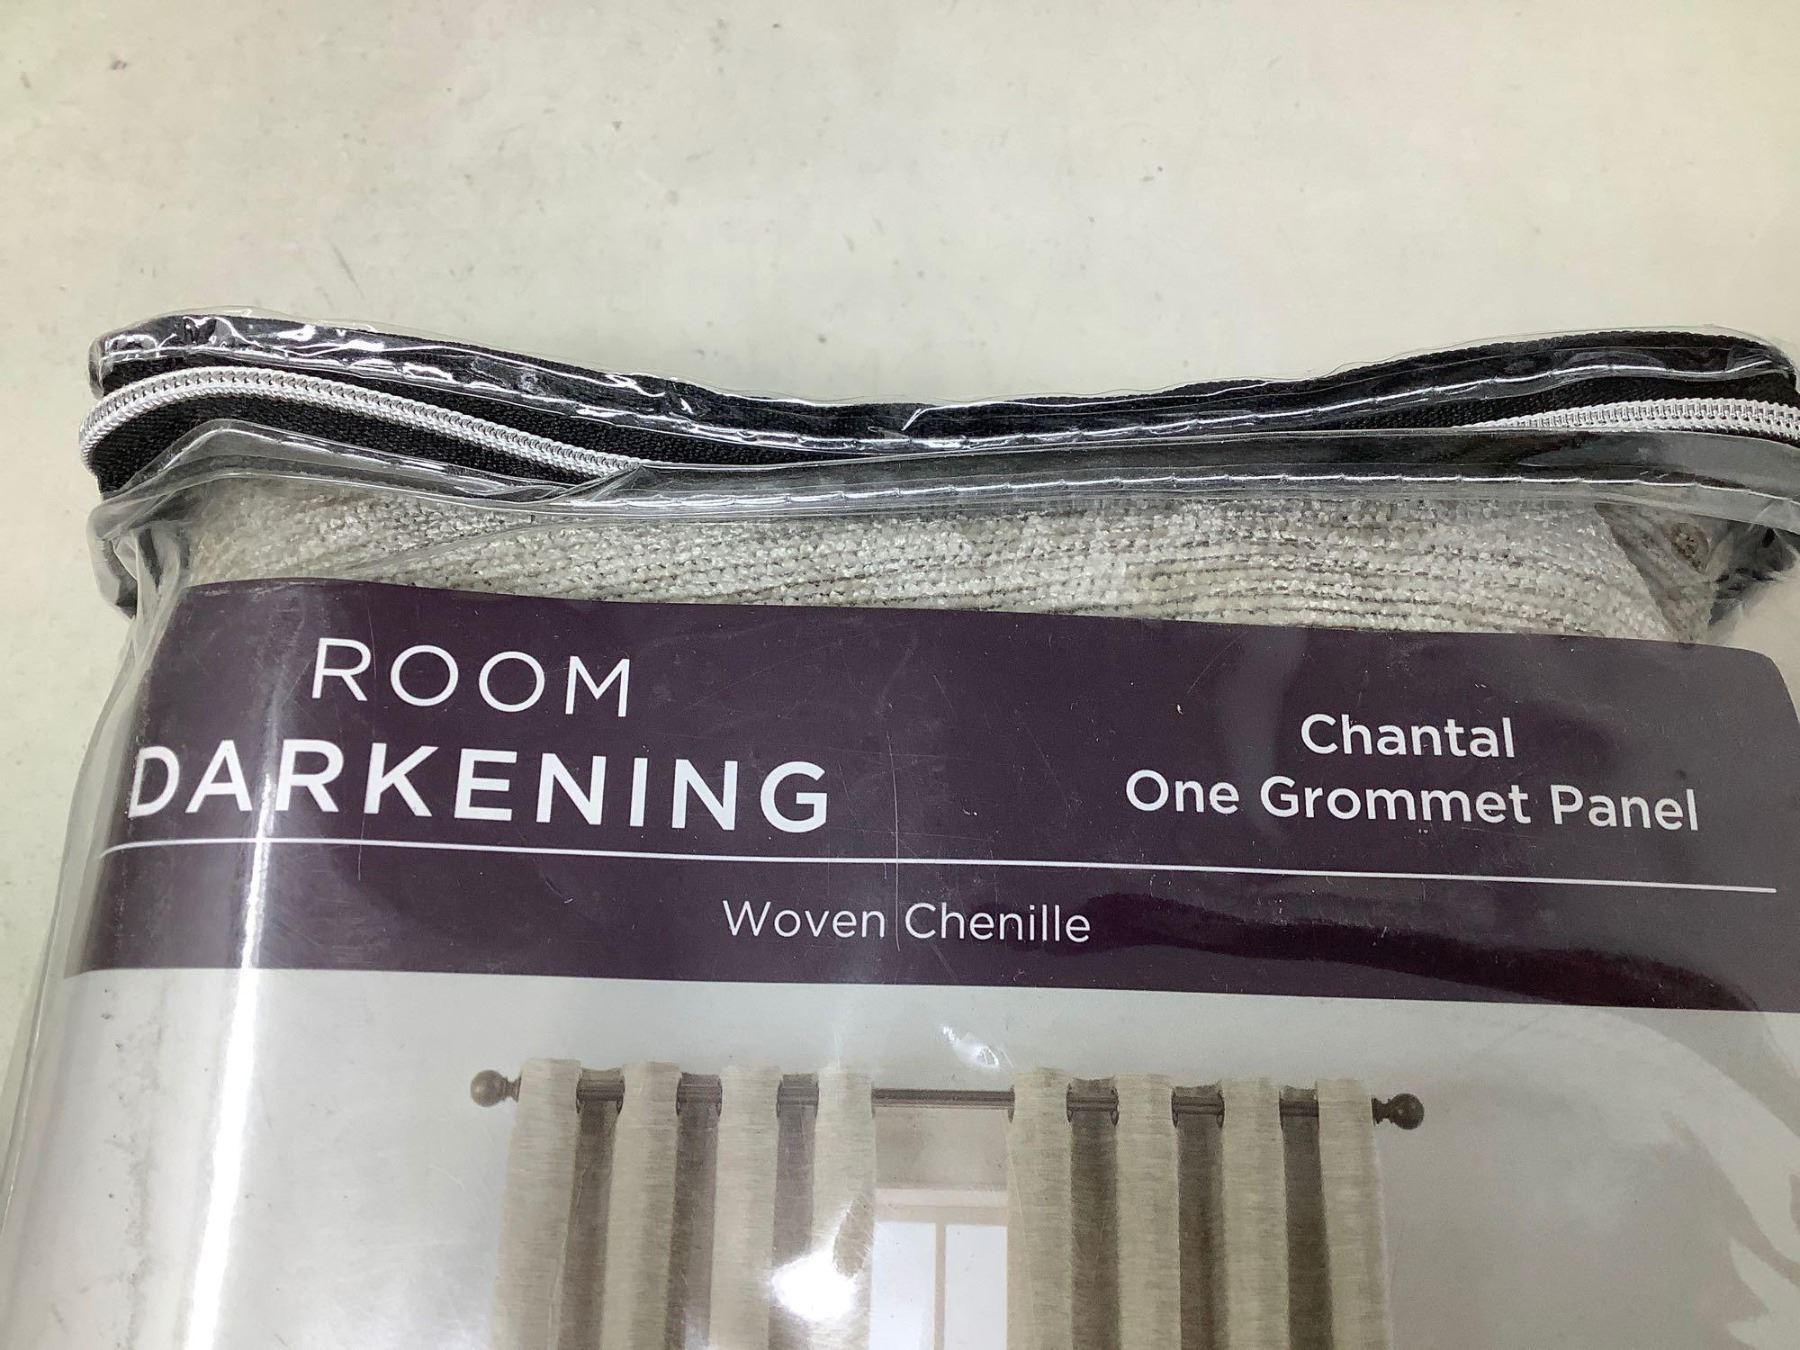 ROOM
DARKENING
Chantal
One Grommet Panel
Woven Chenille